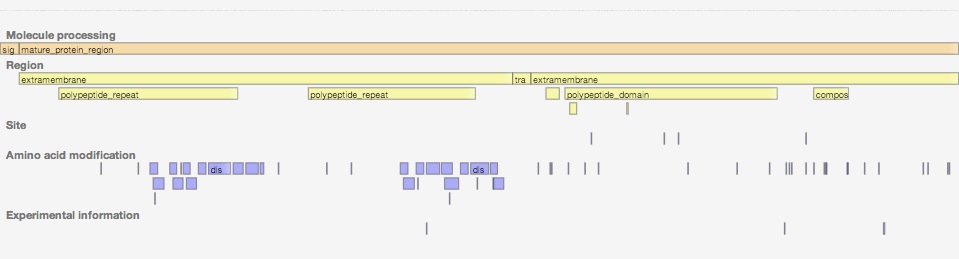 Molecule processing
sig mature_protein_region
Region
extramembrane tra extramembrane
polypeptide_repeat polypeptide_repeat polypeptide_domain compos
Site
Amino acid modification
dis dis
Experimental information